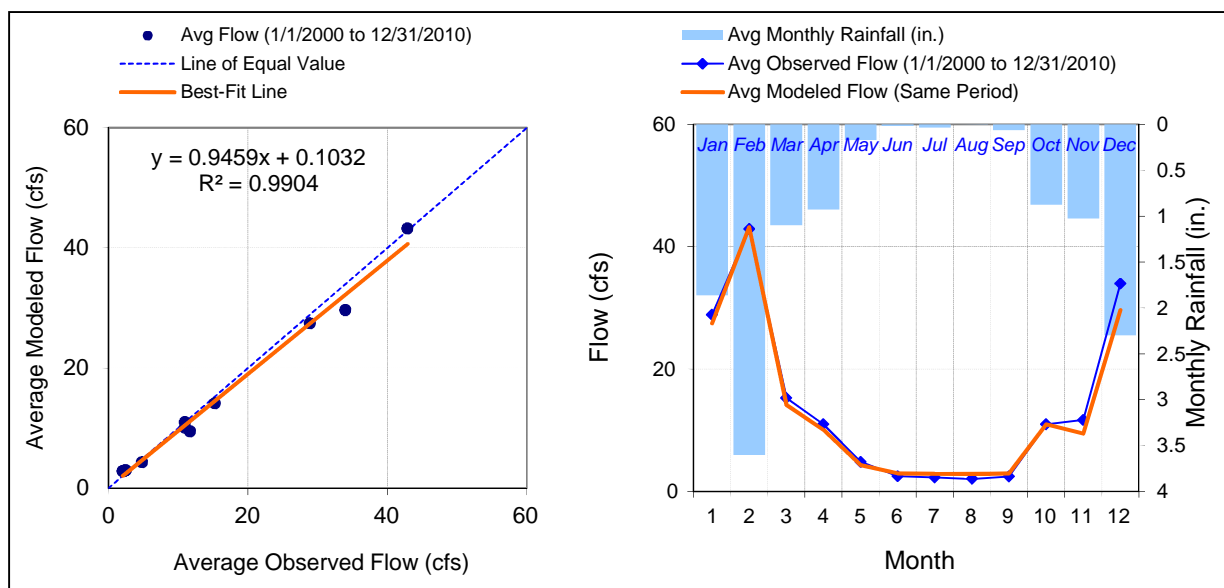 Avg Flow (1/1/2000 to 12/31/2010)
Line of Equal Value
Best-Fit Line
60
40
20
0
0
20
40
60
y = 0.9459x + 0.1032
R² = 0.9904
Average Modeled Flow (cfs)
Average Observed Flow (cfs)
Avg Monthly Rainfall (in.)
Avg Observed Flow (1/1/2000 to 12/31/2010)
Avg Modeled Flow (Same Period)
60
40
20
0
Flow (cfs)
Jan Feb Mar Apr May Jun Jul Aug Sep Oct Nov Dec
0
0.5
1
1.5
2
2.5
3
3.5
4
Monthly Rainfall (in.)
1 2 3 4 5 6 7 8 9 10 11 12
Month